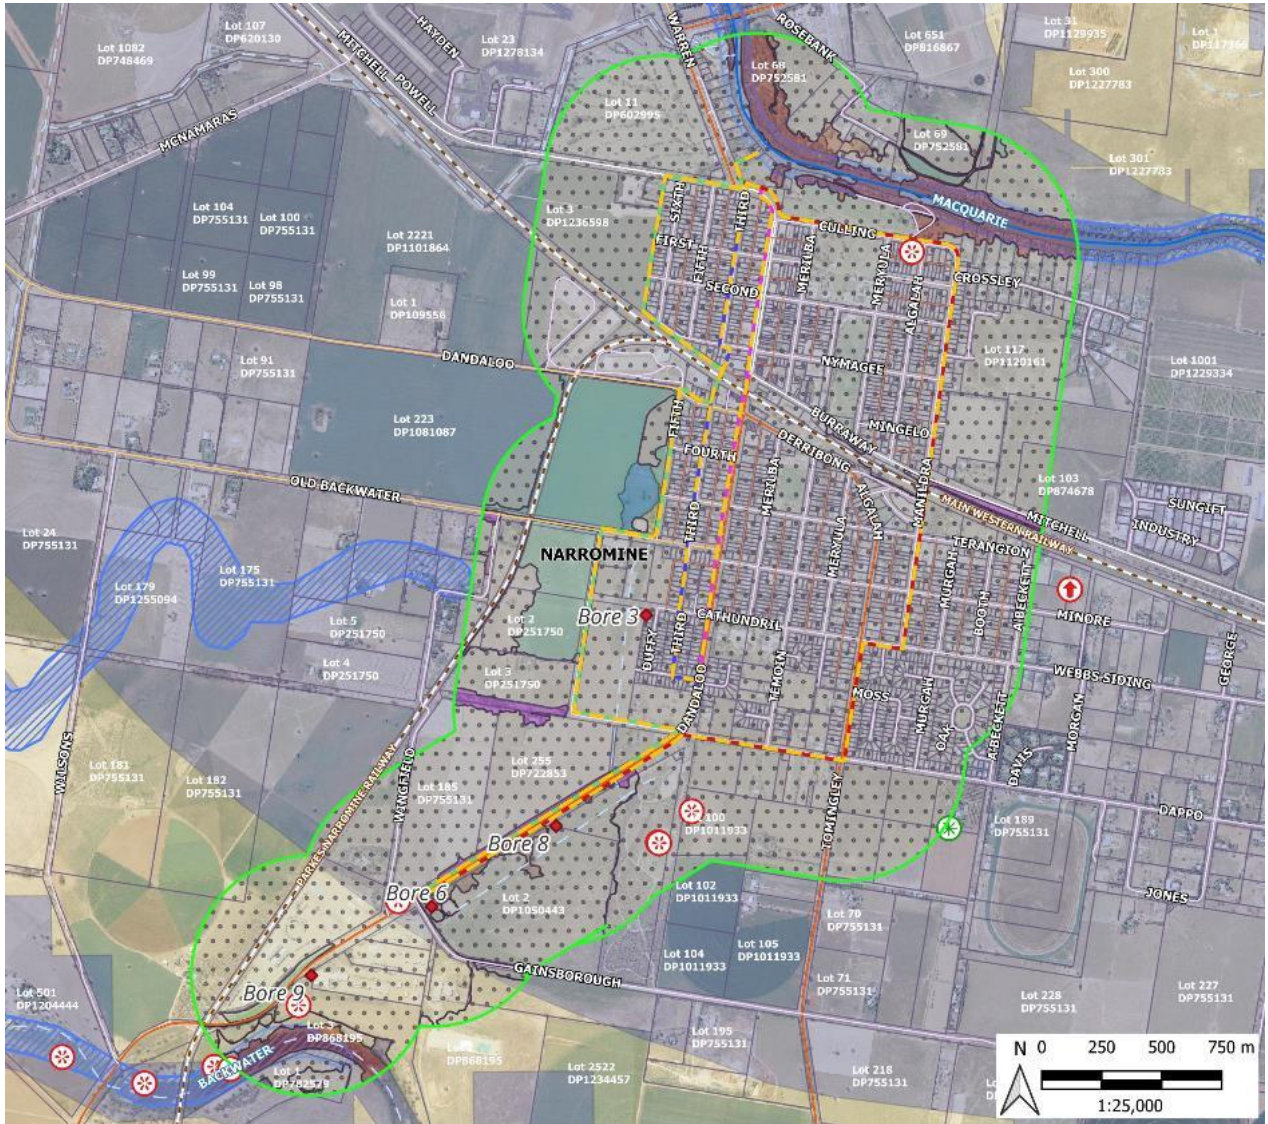 Lot 1082
DP748469
Lot 107
DP620130
HAYDEN
Lot 23
DP1278134
WARREN
ROSEBANK
Lot 651
DP816867
Lot 31
DP1129935
Lot 1
MITCHELL
POWELL
Lot 68
DP752581
Lot 300
DP1227783
MCNAMARAS
Lot 11
DP602995
Lot 69
DP752581
Lot 301
DP1227783
Lot 104
DP755131
Lot 100
DP755131
Lot 3
DP1236598
SIXTH
THIRD
MACQUARIE
Lot 2221
DP1101864
FIRST
FIFTH
CULLING
MERILBA
MERYULA
Lot 99
DP755131
Lot 98
DP755131
SECOND
ALGALAH
CROSSLEY
Lot 1
DP109556
DANDALOO
NYMAGEE
Lot 117
DP1120161
Lot 1001
DP1229334
Lot 91
DP755131
Lot 223
DP1081087
FIFTH
BURRAWAY
MINGELO
DERRIBONG
FOURTH
MERILBA
ALGALAH
MANILDRA
Lot 103
DP874678
OLD BACKWATER
MAIN WESTERN RAILWAY
MITCHELL
SUNGIFT
INDUSTRY
Lot 24
DP755131
THIRD
MERYULA
TERANGION
NARROMINE
Lot 179
DP1255094
Lot 175
DP755131
MURGAH
BOOTH
A'BECKETT
Bore 3
CATHUNDRIL
MINORE
Lot 5
DP251750
Lot 2
DP251750
DUFFY
THIRD
GEORGE
Lot 4
DP251750
Lot 3
DP251750
DANDALOO
TEMOIN
MOSS
MURGAH
OAK
A'BECKETT
WEBBS SIDING
MORGAN
WILSONS
Lot 181
DP755131
Lot 182
DP755131
PARKES NARROMINE RAILWAY
WINGFIELD
Lot 255
DP722853
DAVIS
Lot 185
DP755131
TOMINGLEY
DAPPO
Lot 189
DP755131
Bore 8
DP1011933
Bore 6
Lot 2
DP1050443
Lot 102
DP1011933
JONES
Lot 70
DP755131
Lot 104
DP1011933
Lot 105
DP1011933
GAINSBOROUGH
Lot 71
DP755131
Lot 501
DP1204444
Bore 9
Lot 228
DP755131
Lot 227
DP755131
Lot 3
DP868195
Lot 195
DP755131
BACKWATER
Lot 1
DP782529
Lot 2522
DP1234457
Lot 218
DP755131
N 0 250 500 750 m
1:25,000